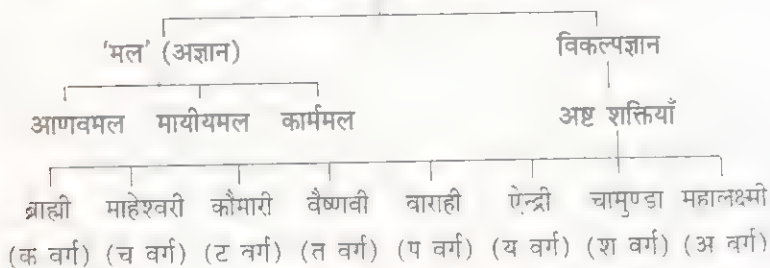 'मल' (अज्ञान) विकल्पज्ञान
आणवमल मायीयमल कार्ममल अष्ट शक्तियाँ
ब्राह्मी माहेश्वरी कौमारी वैष्णवी वाराही ऐन्द्री चामुण्डा महालक्ष्मी
(क वर्ग) (च वर्ग) (ट वर्ग) (त वर्ग) (प वर्ग) (य वर्ग) (श वर्ग) (अ वर्ग)